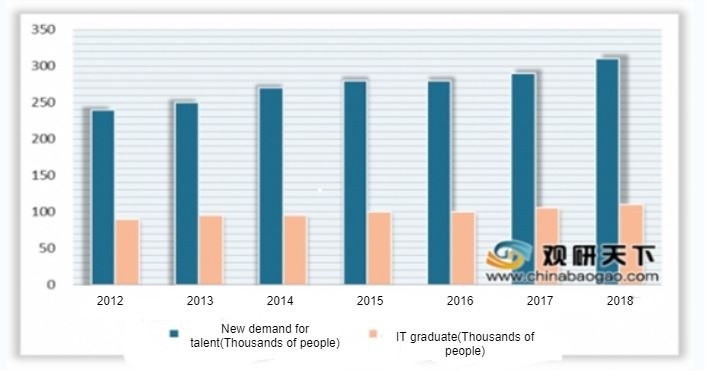 350
300
250
200
150
100
50
0
观研天下
www.chinabaogao.com
2012 2013 2014 2015 2016 2017 2018
New demand for
talent(Thousands of people)
IT graduate(Thousands of
people)